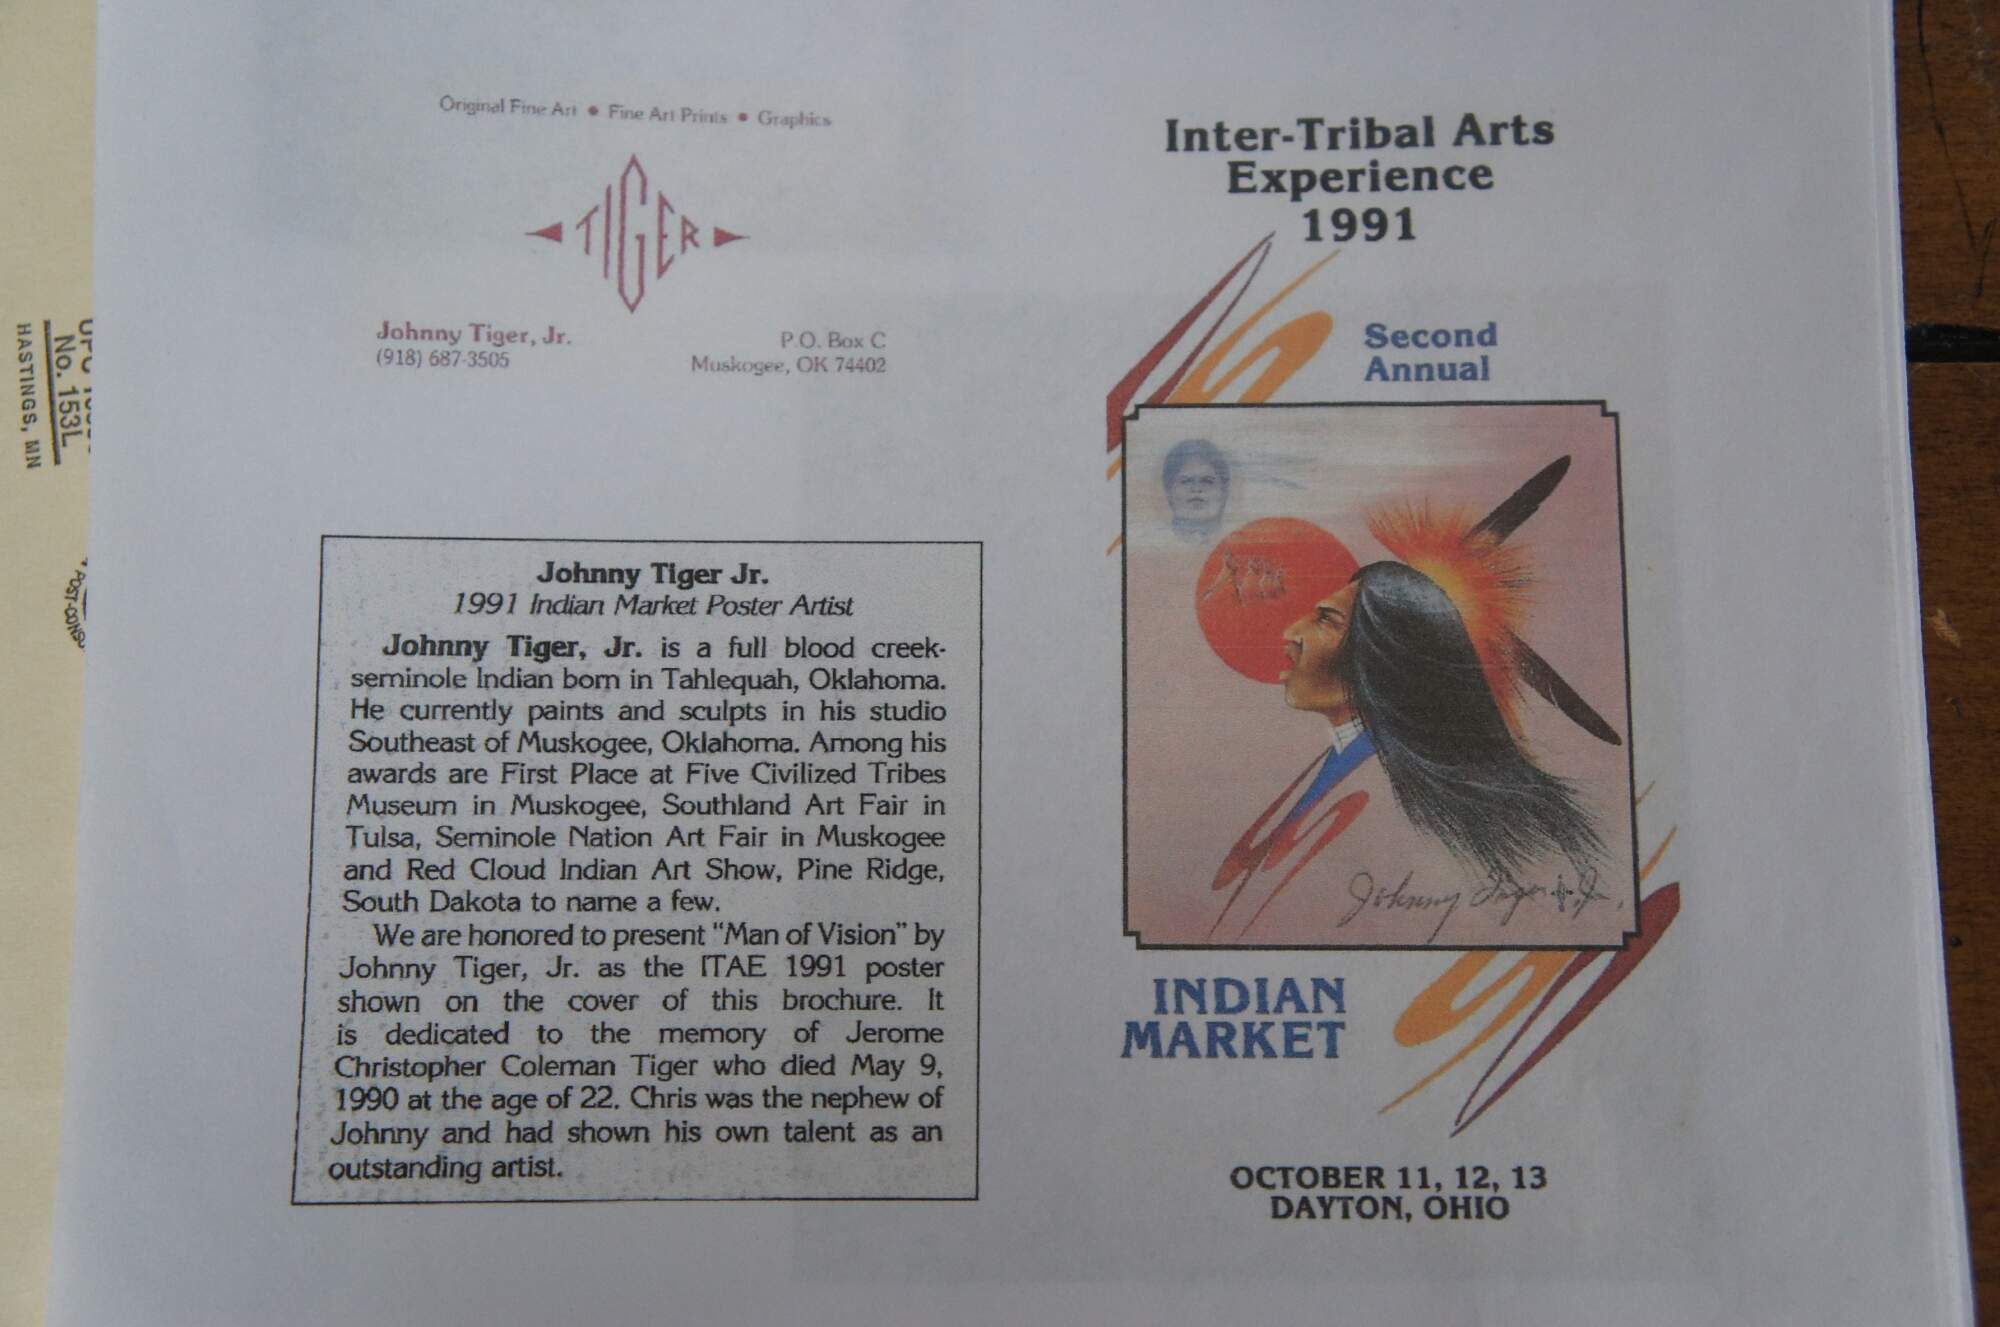 Original Fine Art • Fine Art Prints • Graphics
TIGER
Johnny Tiger, Jr.
(918) 687-3505
P.O. Box C
Muskogee, OK 74402
Johnny Tiger Jr.
1991 Indian Market Poster Artist
Johnny Tiger, Jr. is a full blood creek-
seminole Indian born in Tahlequah, Oklahoma.
He currently paints and sculpts in his studio
Southeast of Muskogee, Oklahoma. Among his
awards are First Place at Five Civilized Tribes
Museum in Muskogee, Southland Art Fair in
Tulsa, Seminole Nation Art Fair in Muskogee
and Red Cloud Indian Art Show, Pine Ridge,
South Dakota to name a few.
We are honored to present "Man of Vision" by
Johnny Tiger, Jr. as the ITAE 1991 poster
shown on the cover of this brochure. It
is dedicated to the memory of Jerome
Christopher Coleman Tiger who died May 9,
1990 at the age of 22. Chris was the nephew of
Johnny and had shown his own talent as an
outstanding artist.
Inter-Tribal Arts
Experience
1991
Second
Annual
Johnny Tiger, Jr.
INDIAN
MARKET
OCTOBER 11, 12, 13
DAYTON, OHIO
No. 153L
HASTINGS, MN